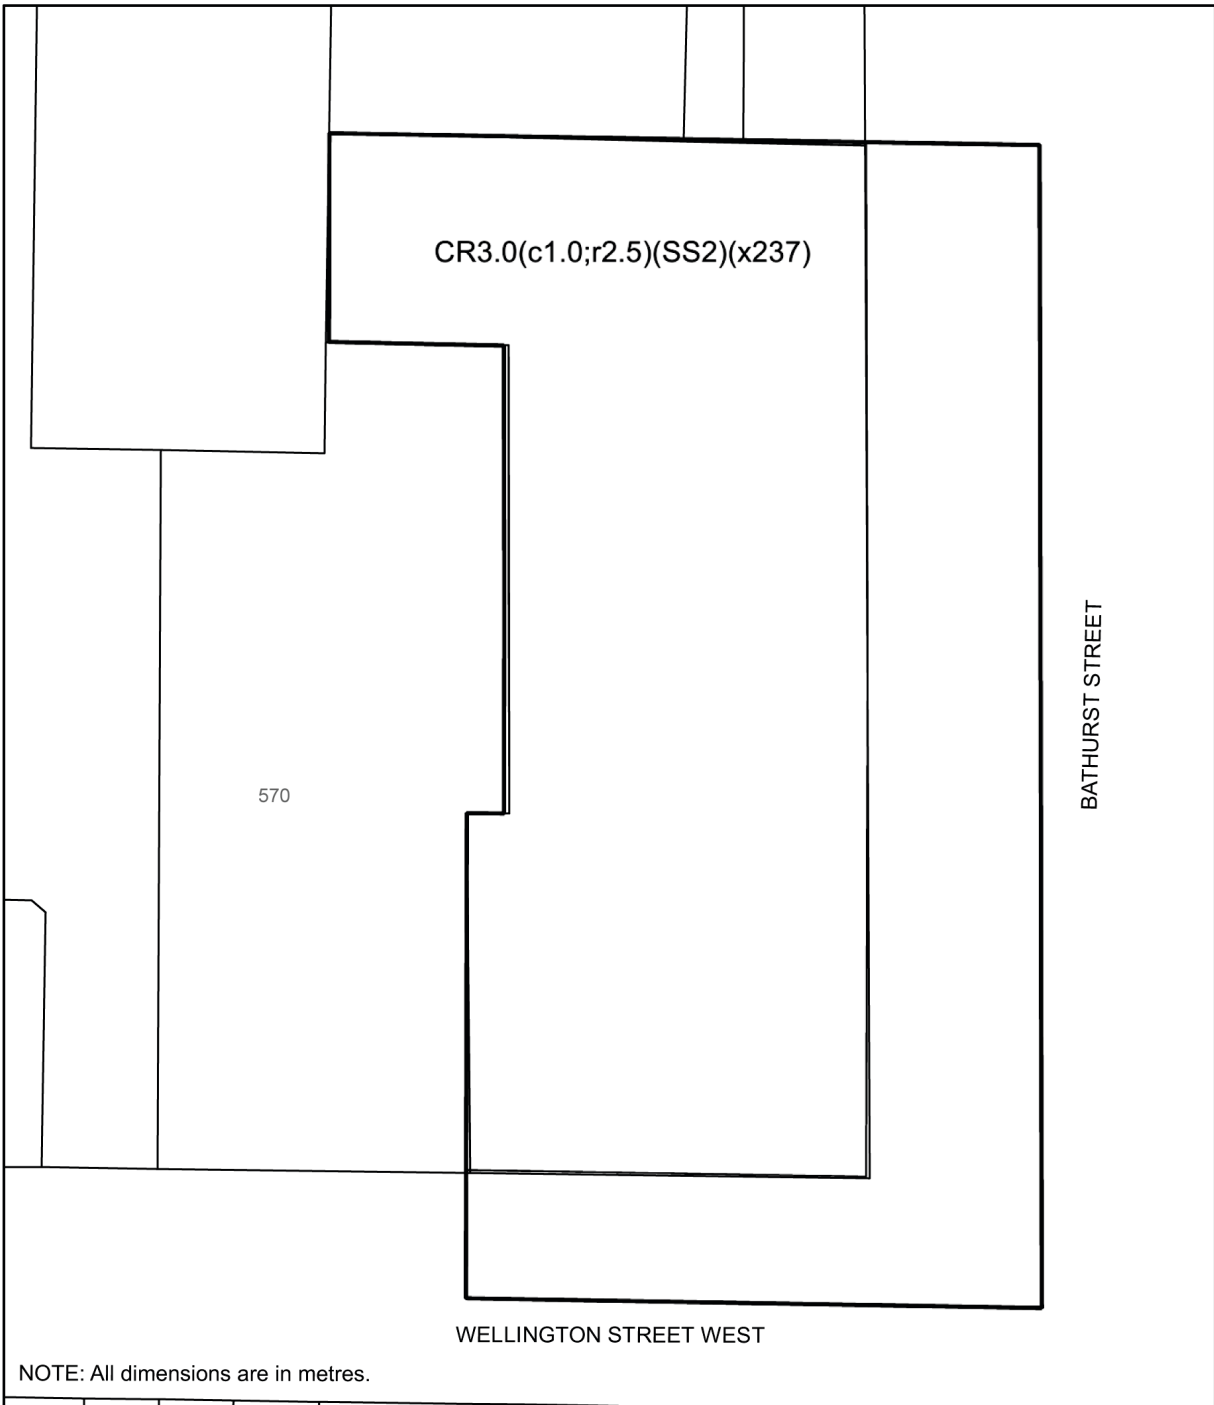 CR3.0(c1.0;r2.5)(SS2)(x237)
BATHURST STREET
570
WELLINGTON STREET WEST
NOTE: All dimensions are in metres.